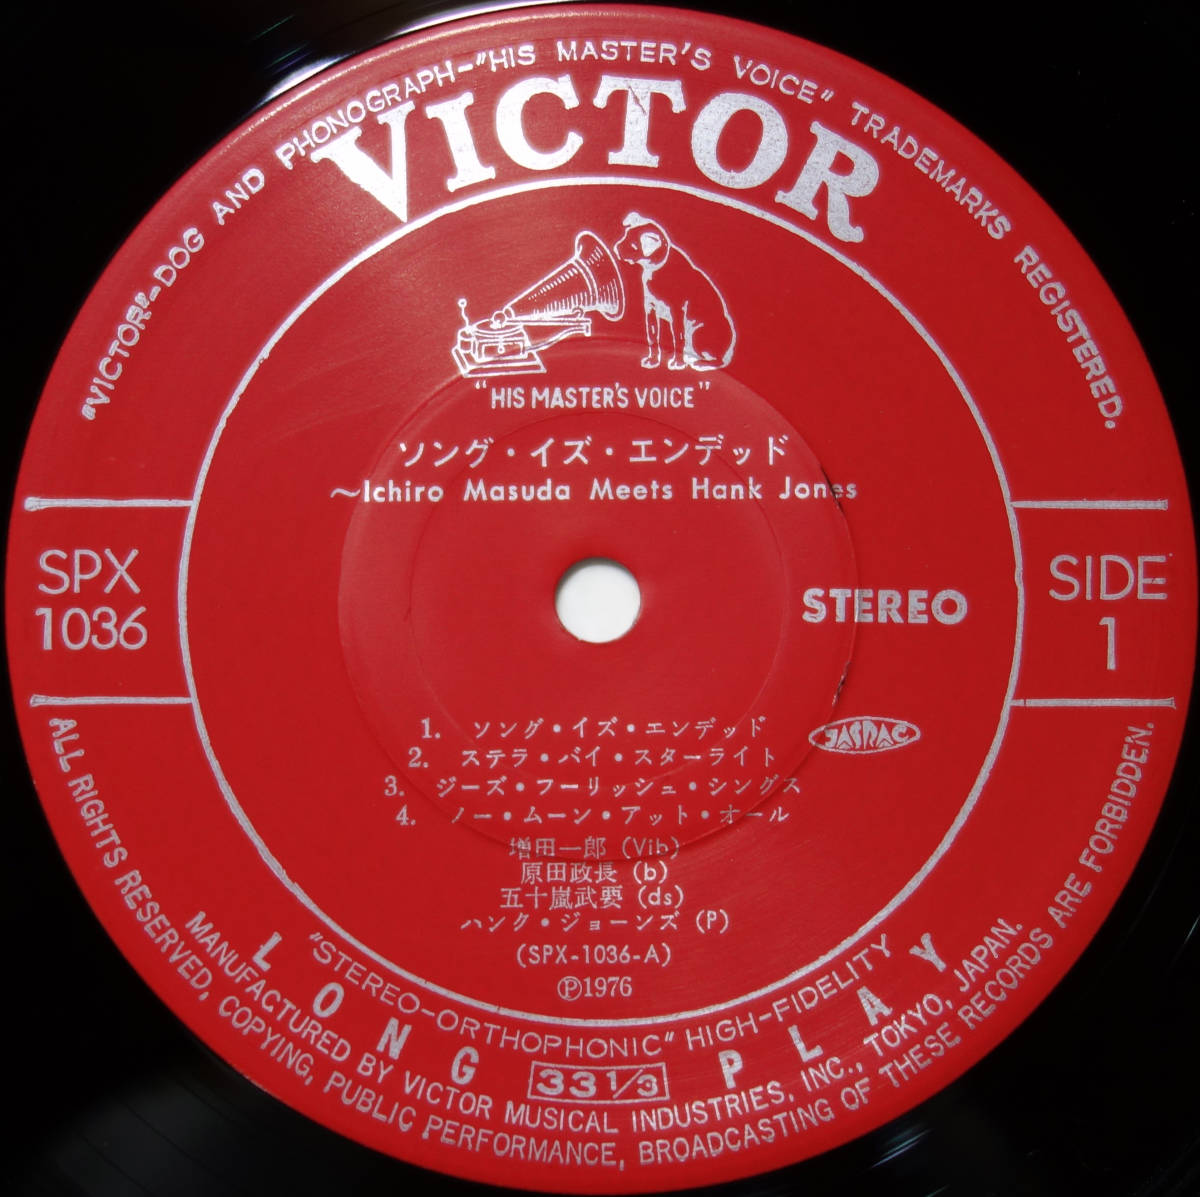 "VICTOR"-DOG AND PHONOGRAPH-"HIS MASTER'S VOICE" TRADEMARKS REGISTERED.
VICTOR
"HIS MASTER'S VOICE"
ソング・イズ・エンデッド
～Ichiro Masuda Meets Hank Jones
SPX
1036
STEREO
SIDE
1
JASRAC
1. ソング・イズ・エンデッド
2. ステラ・バイ・スターライト
3. ジーズ・フーリッシュ・シングス
4. ノー・ムーン・アット・オール
増田一郎 (Vib)
原田政長 (b)
五十嵐武要 (ds)
ハンク・ジョーンズ (P)
(SPX-1036-A)
Ⓟ1976
"STEREO-ORTHOPHONIC" HIGH-FIDELITY
LONG 33 1/3 PLAY
MANUFACTURED BY VICTOR MUSICAL INDUSTRIES, INC., TOKYO, JAPAN.
ALL RIGHTS RESERVED, COPYING, PUBLIC PERFORMANCE, BROADCASTING OF THESE RECORDS ARE FORBIDDEN.